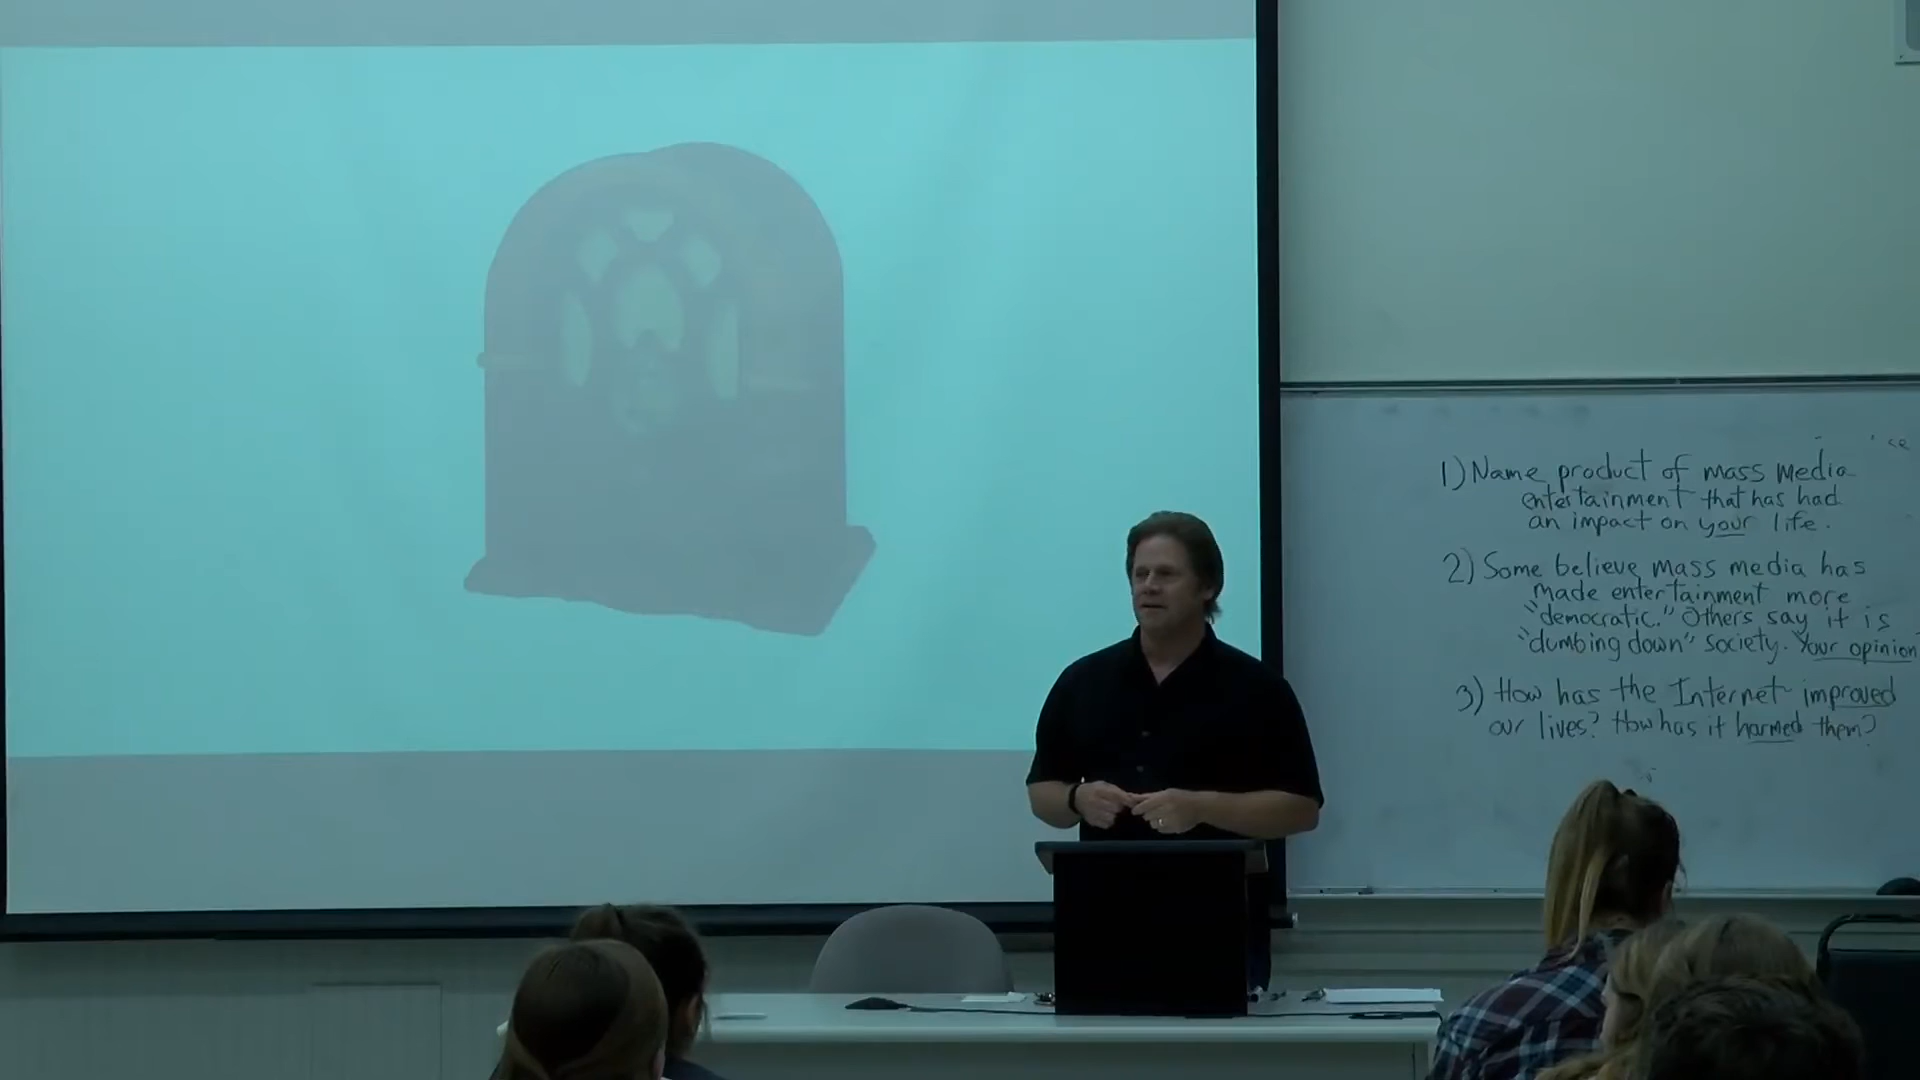 1) Name product of mass media
entertainment that has had
an impact on your life.
2) Some believe mass media has
made entertainment more
"democratic." Others say it is
"dumbing down" society. Your opinion
3) How has the Internet improved
our lives? How has it harmed them?